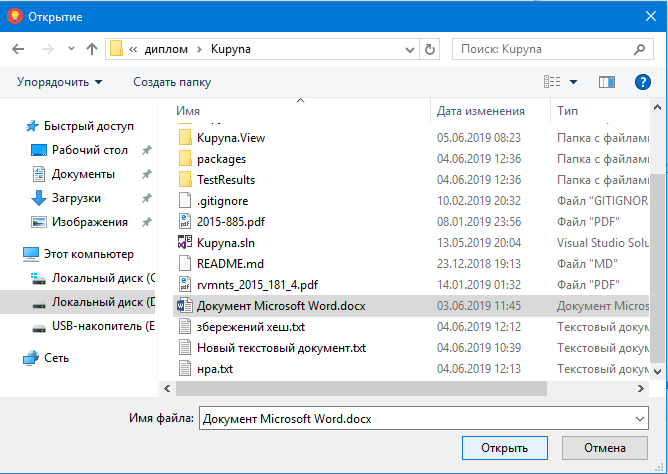 Открытие
« диплом › Kupyna
Поиск: Kupyna
Упорядочить Создать папку
Имя Дата изменения Тип
Быстрый доступ
Рабочий стол
Документы
Загрузки
Изображения
Этот компьютер
Локальный диск (C
Локальный диск (D
USB-накопитель (E
Сеть
Kupyna.View 05.06.2019 08:23 Папка с файлами
packages 04.06.2019 12:36 Папка с файлами
TestResults 04.06.2019 12:36 Папка с файлами
.gitignore 10.02.2019 20:32 Файл "GITIGNOR
2015-885.pdf 08.01.2019 23:56 Файл "PDF"
Kupyna.sln 13.05.2019 20:04 Visual Studio Solu
README.md 23.12.2018 19:13 Файл "MD"
rvmnts_2015_181_4.pdf 14.01.2019 01:32 Файл "PDF"
Документ Microsoft Word.docx 03.06.2019 11:45 Документ Micros
збережений хеш.txt 04.06.2019 12:12 Текстовый докум
Новый текстовый документ.txt 04.06.2019 10:39 Текстовый докум
нра.txt 04.06.2019 12:13 Текстовый докум
Имя файла: Документ Microsoft Word.docx
Открыть Отмена